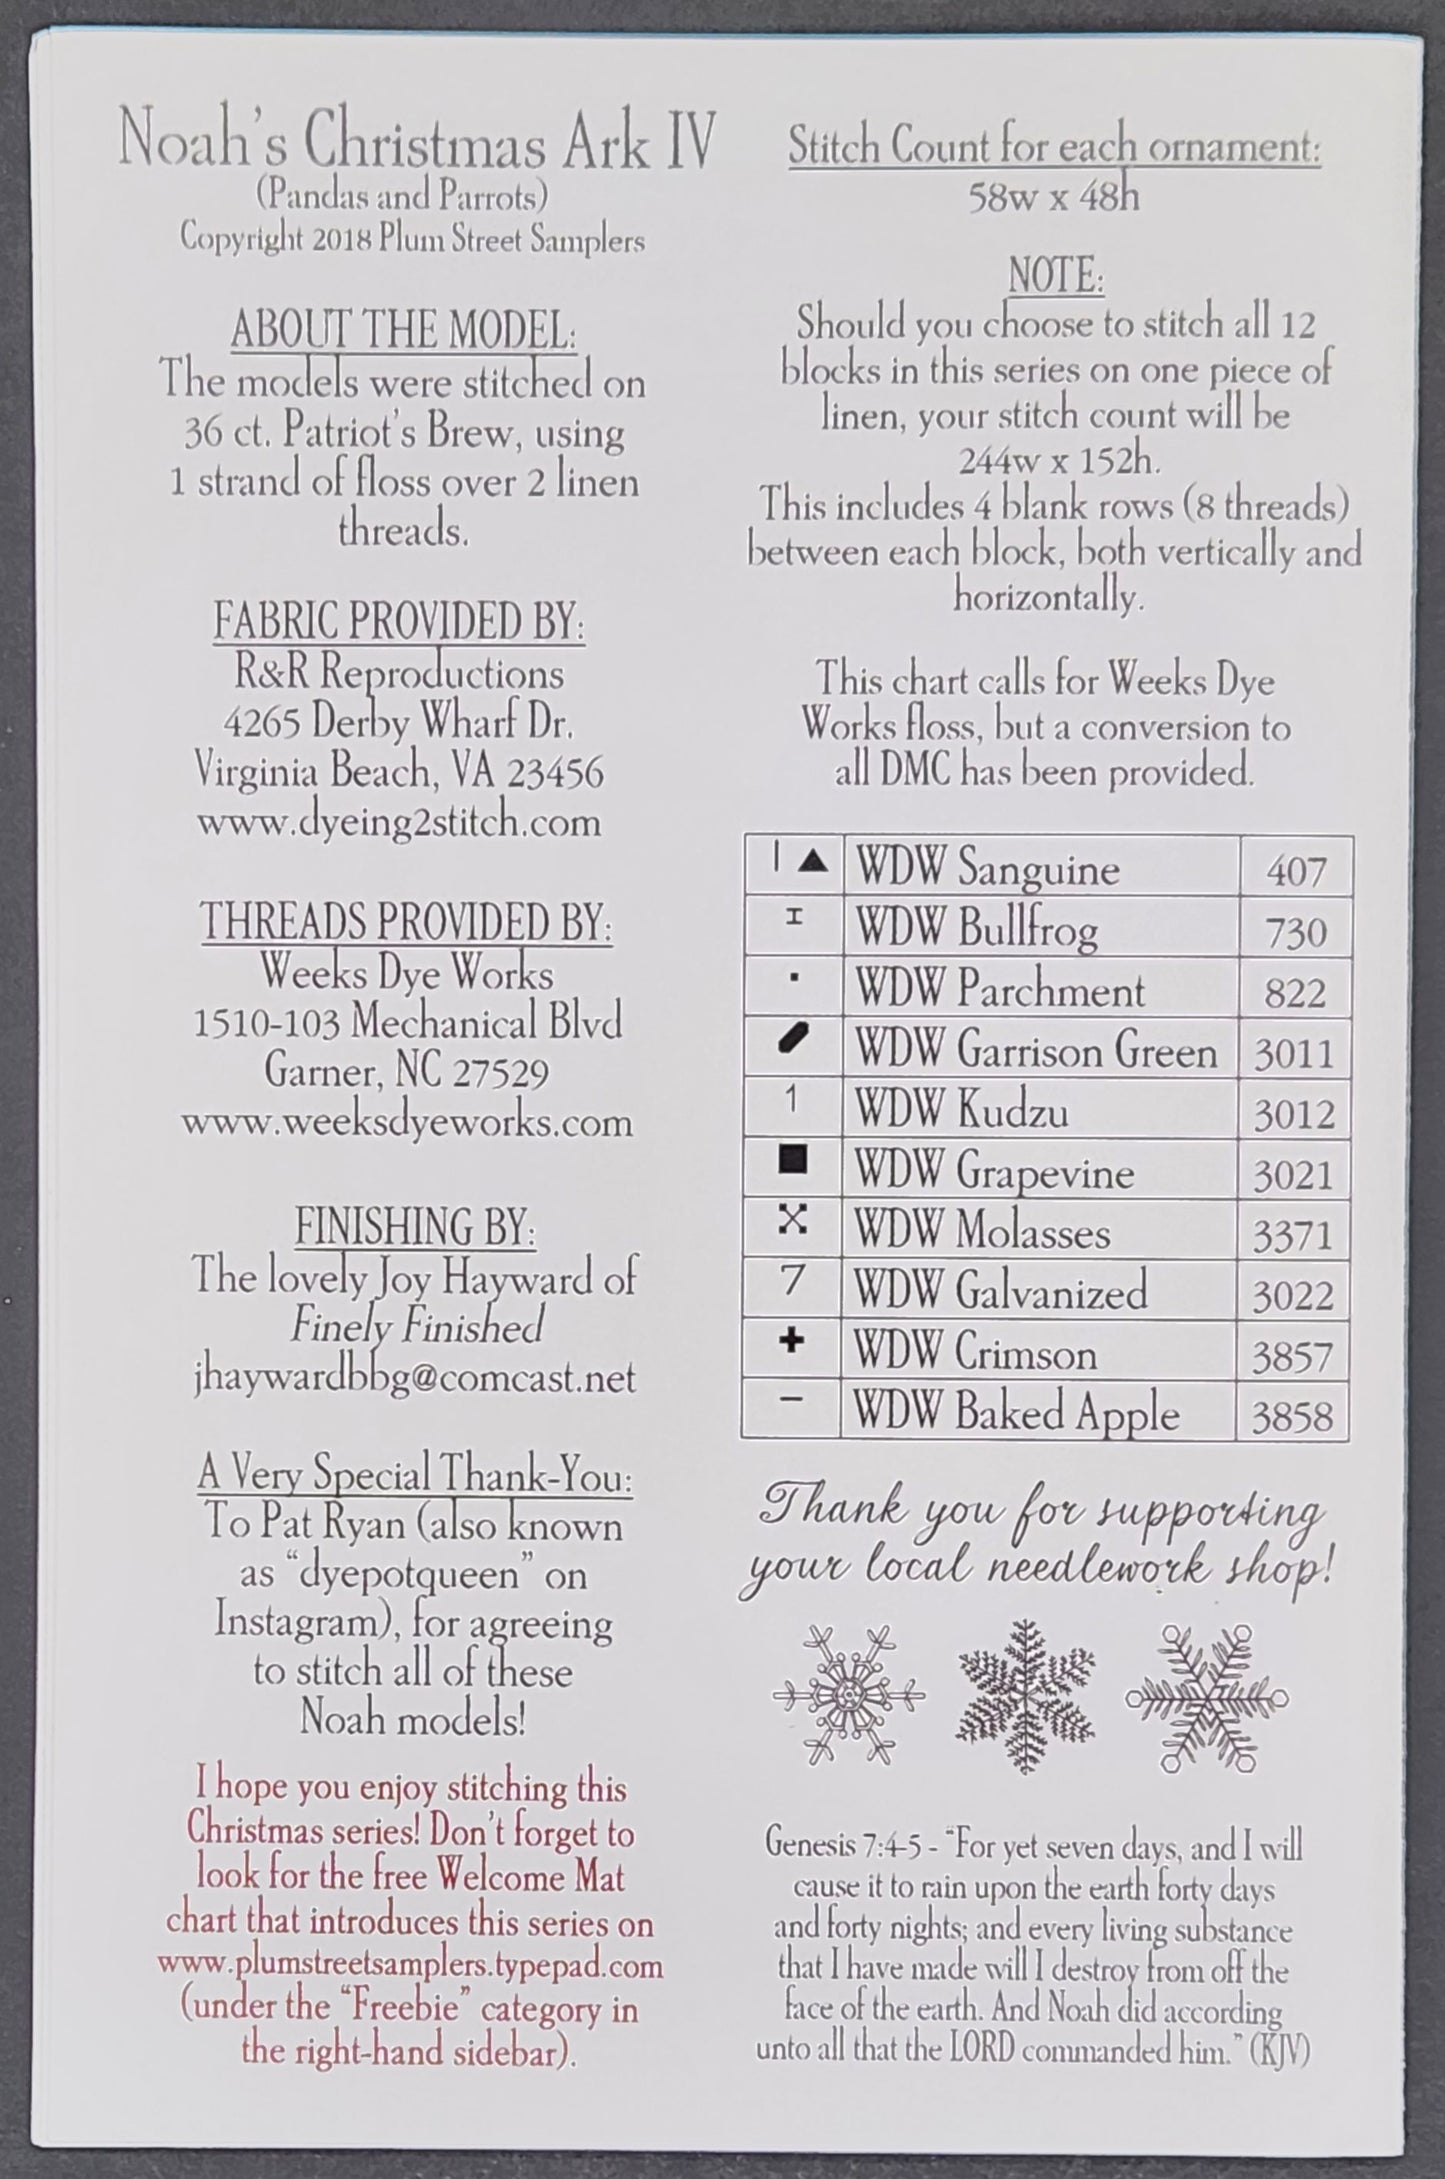 Noah's Christmas Ark IV
(Pandas and Parrots)
Copyright 2018 Plum Street Samplers
ABOUT THE MODEL:
The models were stitched on
36 ct. Patriot's Brew, using
1 strand of floss over 2 linen
threads.
FABRIC PROVIDED BY:
R&R Reproductions
4265 Derby Wharf Dr.
Virginia Beach, VA 23456
www.dyeing2stitch.com
THREADS PROVIDED BY:
Weeks Dye Works
1510-103 Mechanical Blvd
Garner, NC 27529
www.weeksdyeworks.com
FINISHING BY:
The lovely Joy Hayward of
Finely Finished
jhaywardbbg@comcast.net
A Very Special Thank-You:
To Pat Ryan (also known
as “dyepotqueen” on
Instagram), for agreeing
to stitch all of these
Noah models!
I hope you enjoy stitching this
Christmas series! Don't forget to
look for the free Welcome Mat
chart that introduces this series on
www.plumstreetsamplers.typepad.com
(under the “Freebie” category in
the right-hand sidebar).
Stitch Count for each ornament:
58w x 48h
NOTE:
Should you choose to stitch all 12
blocks in this series on one piece of
linen, your stitch count will be
244w x 152h.
This includes 4 blank rows (8 threads)
between each block, both vertically and
horizontally.
This chart calls for Weeks Dye
Works floss, but a conversion to
all DMC has been provided.
| ▲ WDW Sanguine 407
I WDW Bullfrog 730
▪ WDW Parchment 822
WDW Garrison Green 3011
1 WDW Kudzu 3012
■ WDW Grapevine 3021
X WDW Molasses 3371
7 WDW Galvanized 3022
+ WDW Crimson 3857
− WDW Baked Apple 3858
Thank you for supporting
your local needlework shop!
Genesis 7:4-5 - “For yet seven days, and I will
cause it to rain upon the earth forty days
and forty nights; and every living substance
that I have made will I destroy from off the
face of the earth. And Noah did according
unto all that the LORD commanded him.” (KJV)